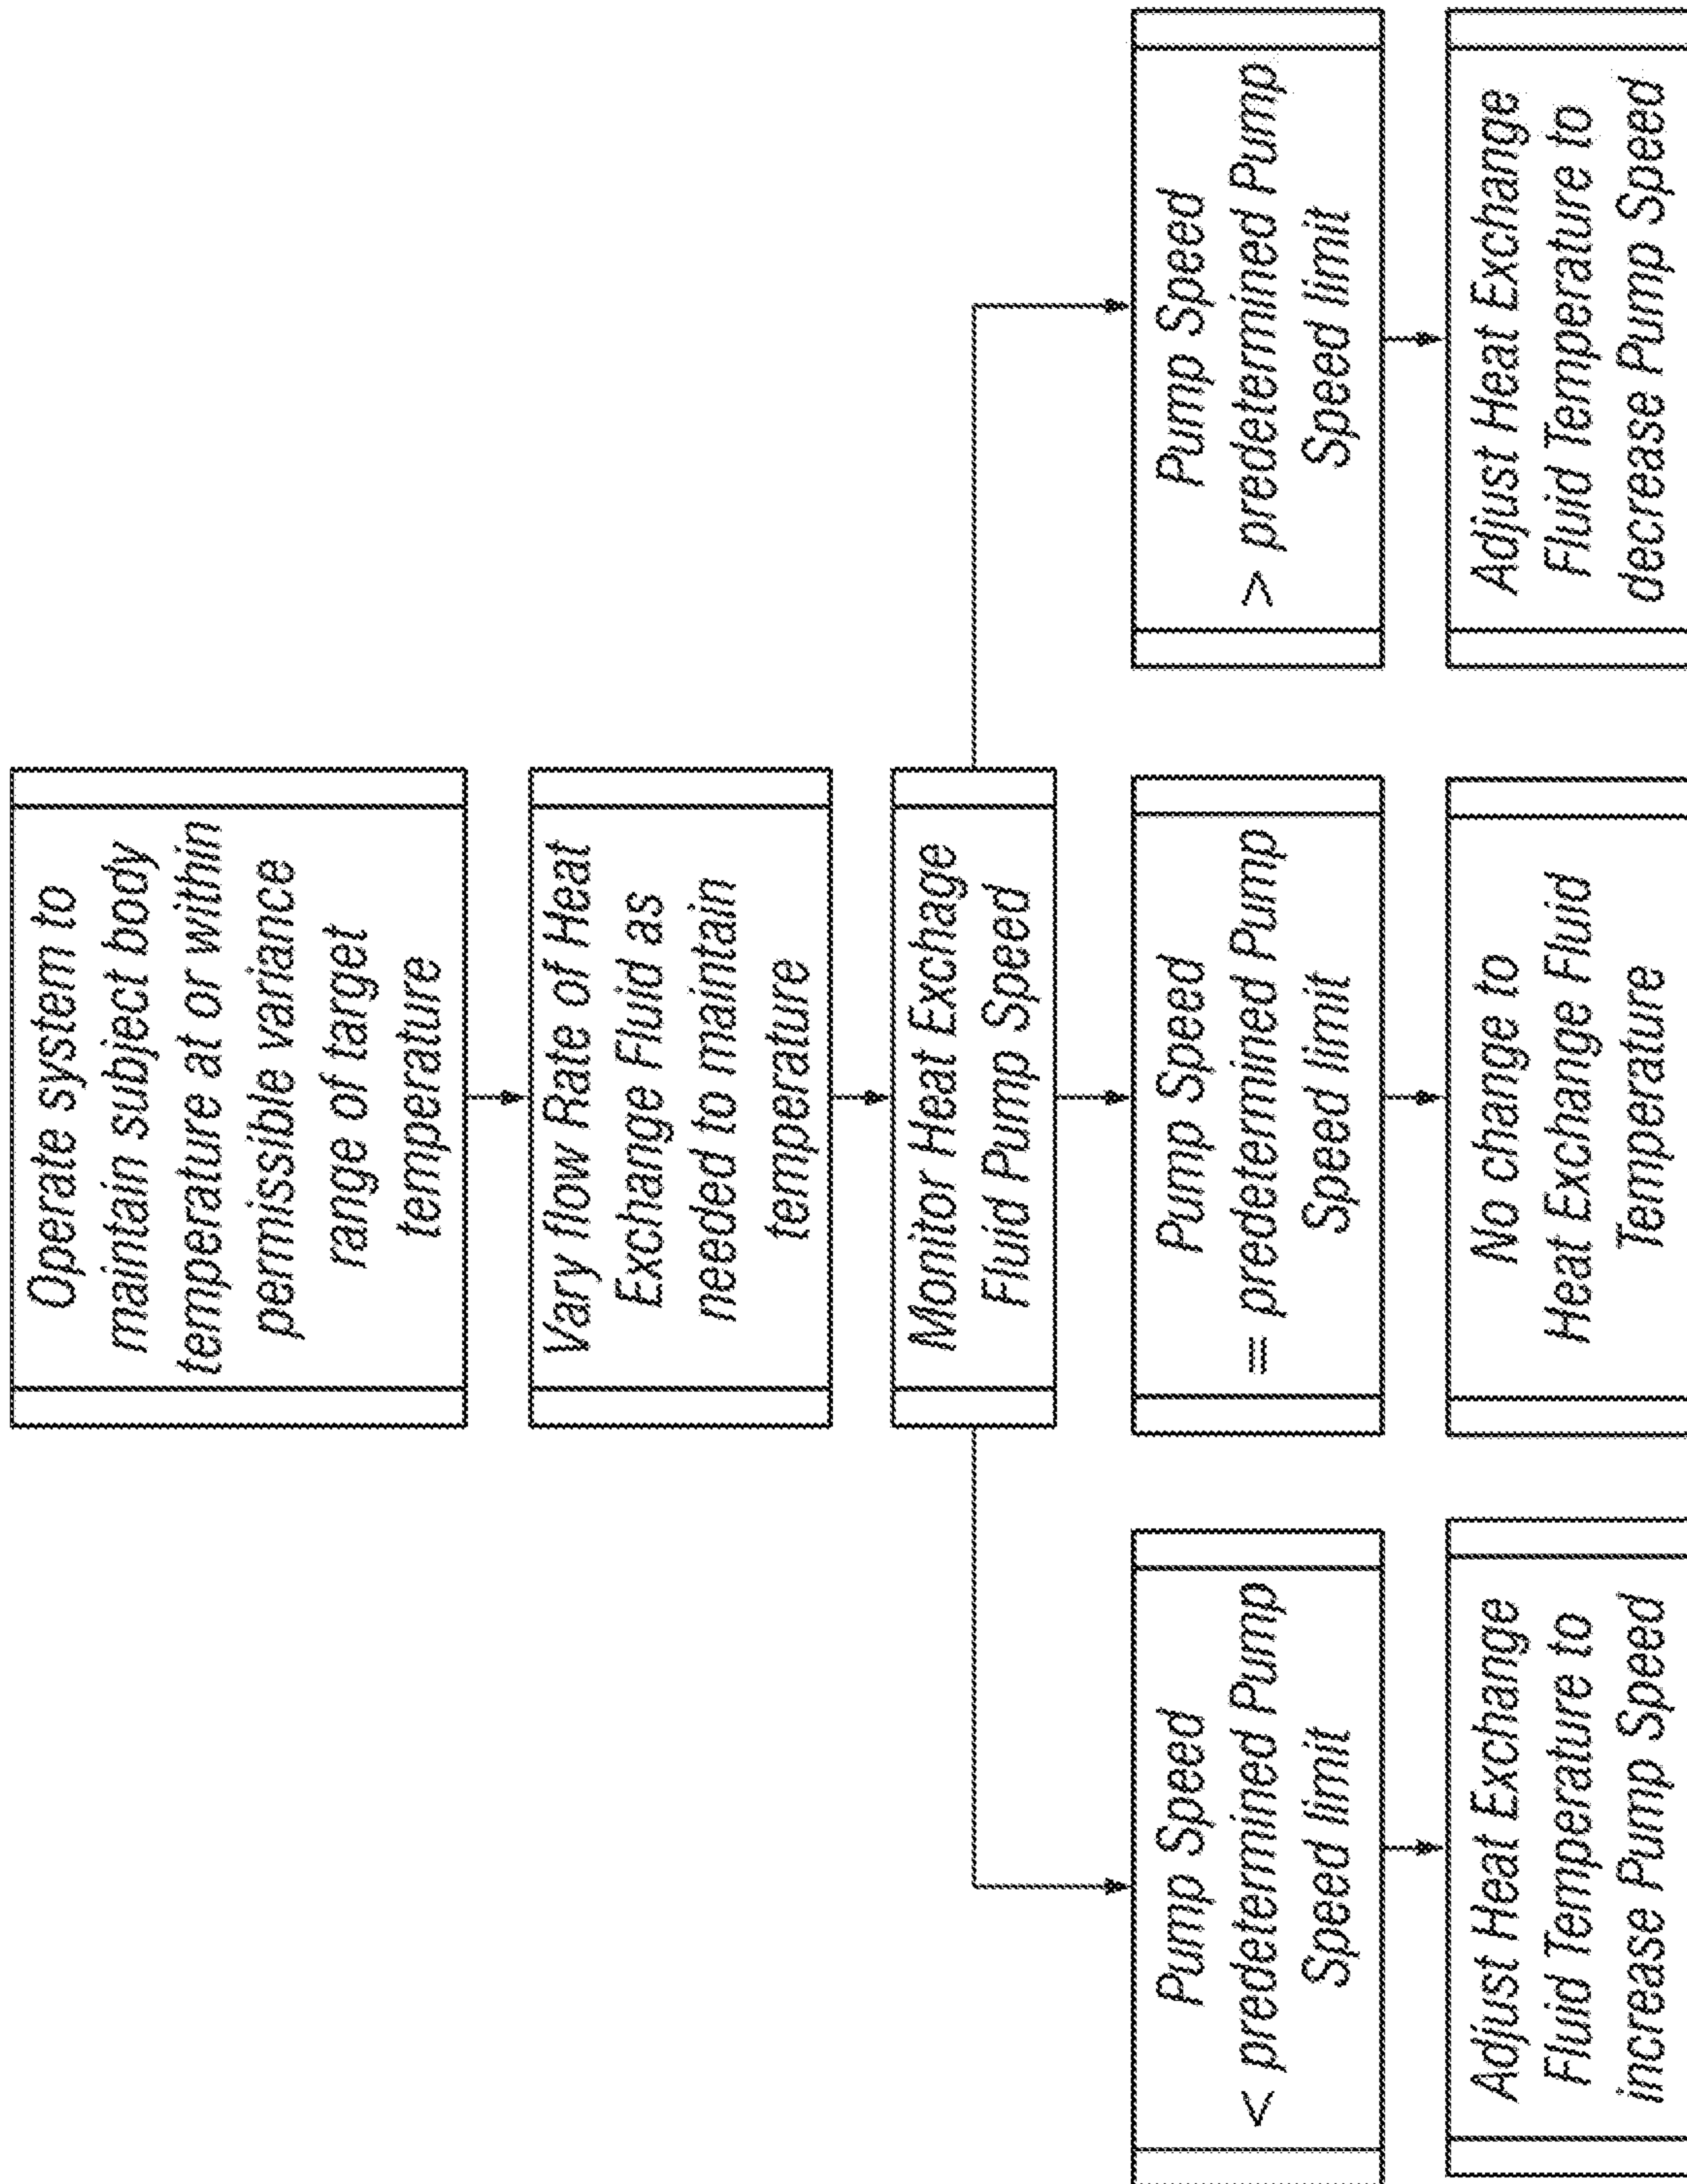 Operate system to
maintain subject body
temperature at or within
permissible variance
range of target
temperature
Vary flow Rate of Heat
Exchange Fluid as
needed to maintain
temperature
Monitor Heat Exchage
Fluid Pump Speed
Pump Speed
< predetermined Pump
Speed limit
Pump Speed
= predetermined Pump
Speed limit
Pump Speed
> predetermined Pump
Speed limit
Adjust Heat Exchange
Fluid Temperature to
increase Pump Speed
No change to
Heat Exchange Fluid
Temperature
Adjust Heat Exchange
Fluid Temperature to
decrease Pump Speed